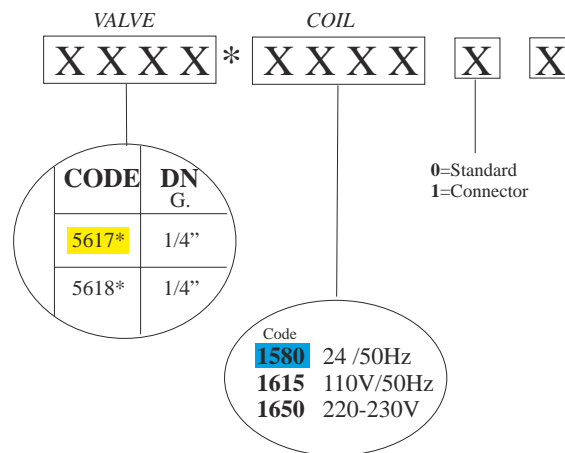 VALVE COIL
X X X X * X X X X X X
0=Standard
1=Connector
CODE DN
G.
5617* 1/4”
5618* 1/4”
Code
1580 24 /50Hz
1615 110V/50Hz
1650 220-230V